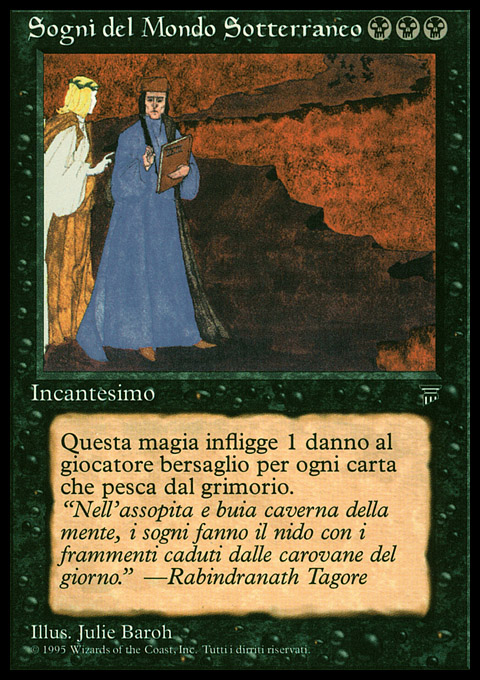 Sogni del Mondo Sotterraneo
Incantesimo
Questa magia infligge 1 danno al
giocatore bersaglio per ogni carta
che pesca dal grimorio.
“Nell’assopita e buia caverna della
mente, i sogni fanno il nido con i
frammenti caduti dalle carovane del
giorno.” —Rabindranath Tagore
Illus. Julie Baroh
© 1995 Wizards of the Coast, Inc. Tutti i dirriti riservati.